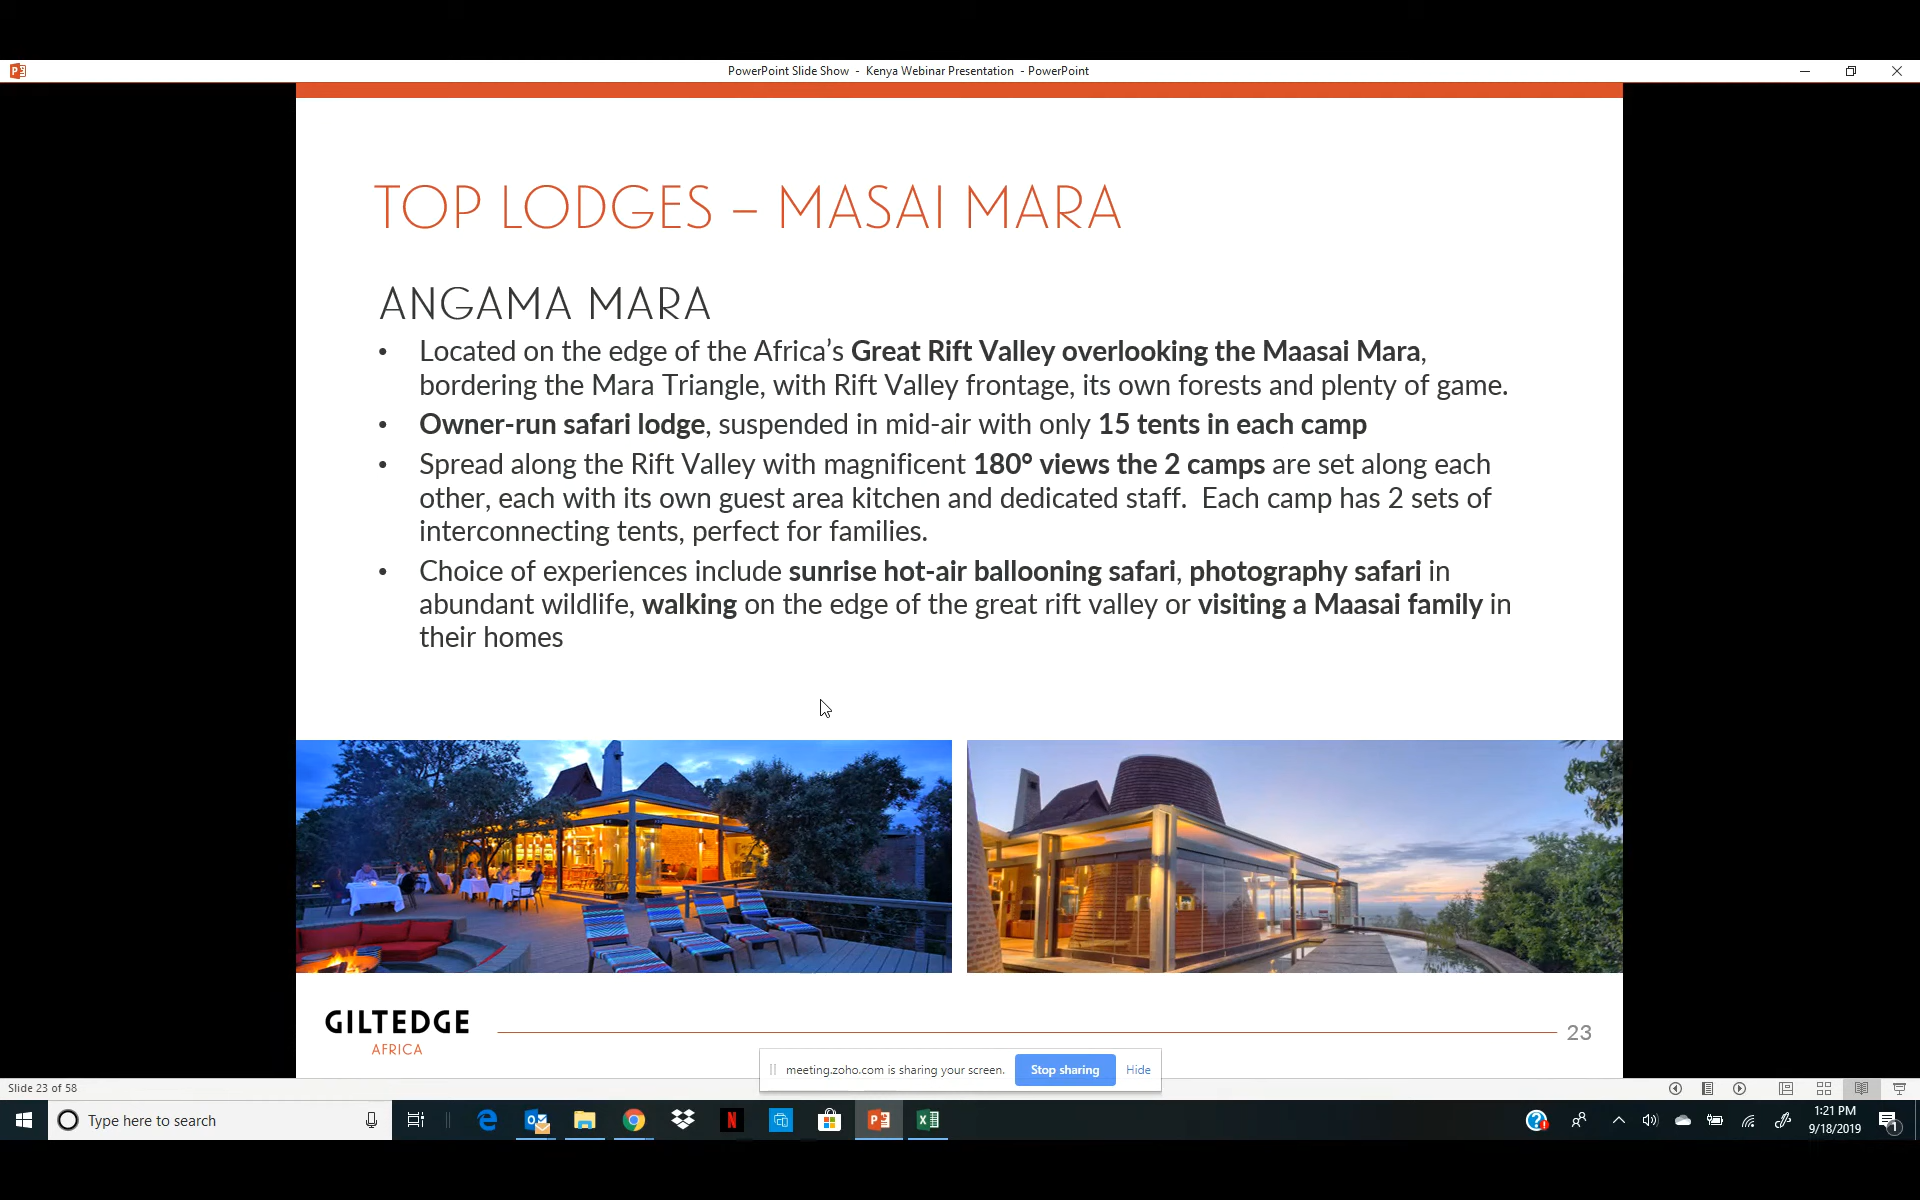 PowerPoint Slide Show - Kenya Webinar Presentation - PowerPoint
TOP LODGES – MASAI MARA
ANGAMA MARA
• Located on the edge of the Africa’s Great Rift Valley overlooking the Maasai Mara,
bordering the Mara Triangle, with Rift Valley frontage, its own forests and plenty of game.
• Owner-run safari lodge, suspended in mid-air with only 15 tents in each camp
• Spread along the Rift Valley with magnificent 180° views the 2 camps are set along each
other, each with its own guest area kitchen and dedicated staff.  Each camp has 2 sets of
interconnecting tents, perfect for families.
• Choice of experiences include sunrise hot-air ballooning safari, photography safari in
abundant wildlife, walking on the edge of the great rift valley or visiting a Maasai family in
their homes
GILTEDGE
AFRICA
23
meeting.zoho.com is sharing your screen.
Stop sharing
Hide
Slide 23 of 58
Type here to search
1:21 PM
9/18/2019
1